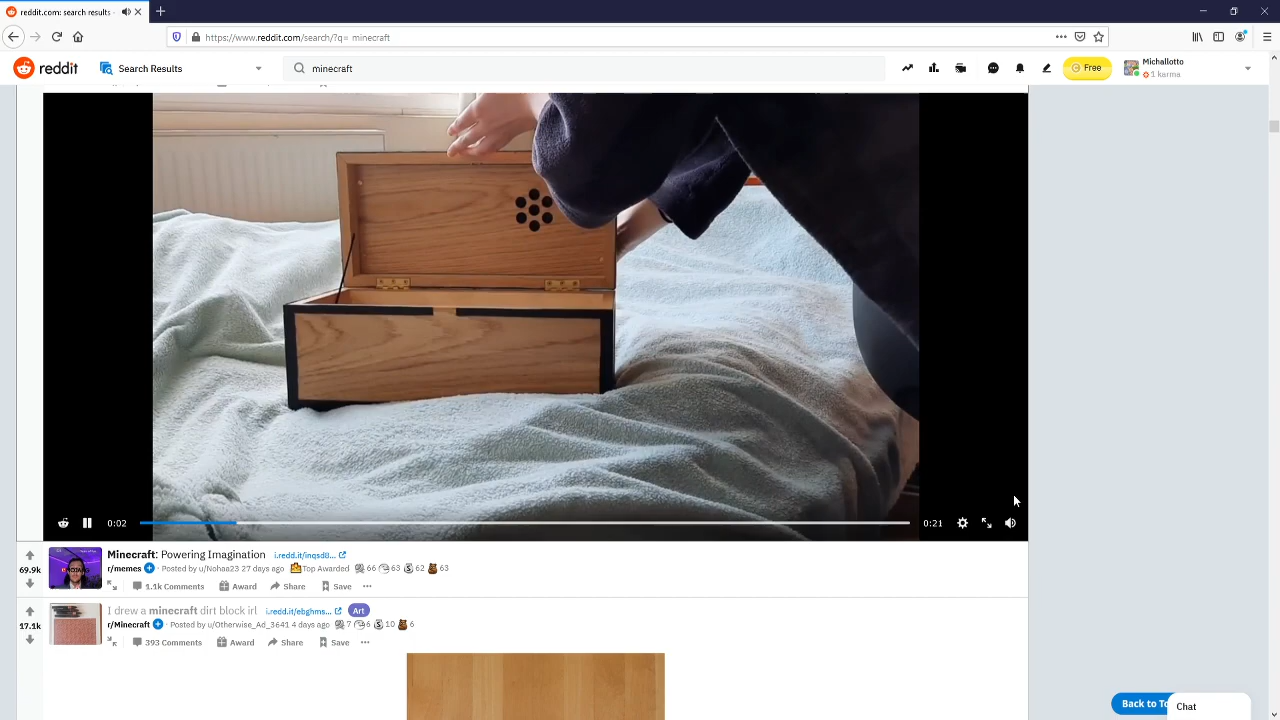 reddit.com: search results -
https://www.reddit.com/search/?q= minecraft
reddit
Search Results
minecraft
Free
Michallotto
1 karma
0:02
0:21
69.9k
Minecraft: Powering Imagination
i.redd.it/inqsd8...
r/memes
Posted by u/Nohaa23 27 days ago
Top Awarded
66
63
62
63
1.1k Comments
Award
Share
Save
17.1k
I drew a minecraft dirt block irl
i.redd.it/ebghms...
Art
r/Minecraft
Posted by u/Otherwise_Ad_3641 4 days ago
7
6
10
6
393 Comments
Award
Share
Save
Back to To
Chat